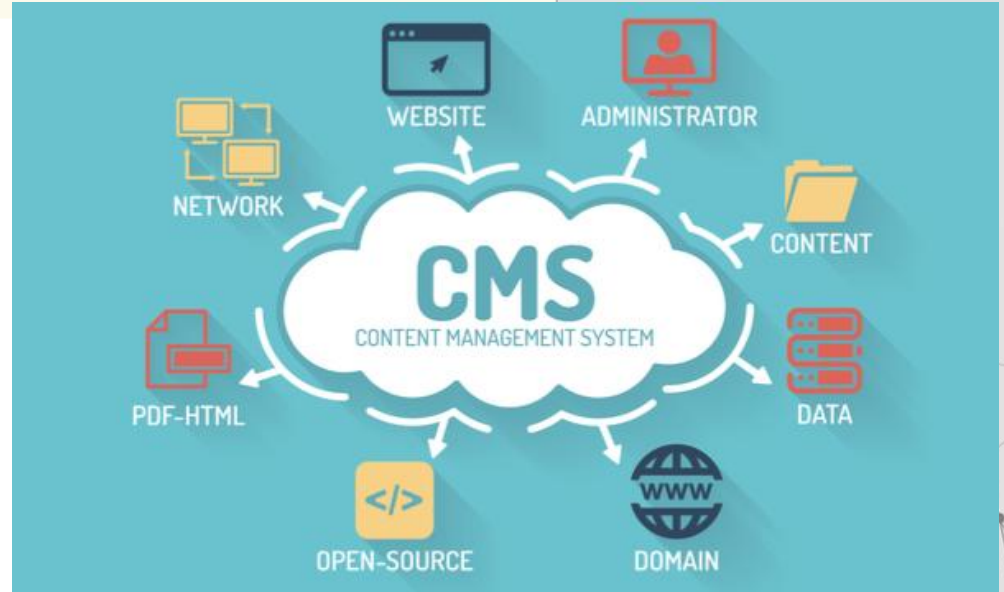 WEBSITE
ADMINISTRATOR
NETWORK
CONTENT
CMS
CONTENT MANAGEMENT SYSTEM
PDF-HTML
DATA
</>
WWW
OPEN-SOURCE
DOMAIN